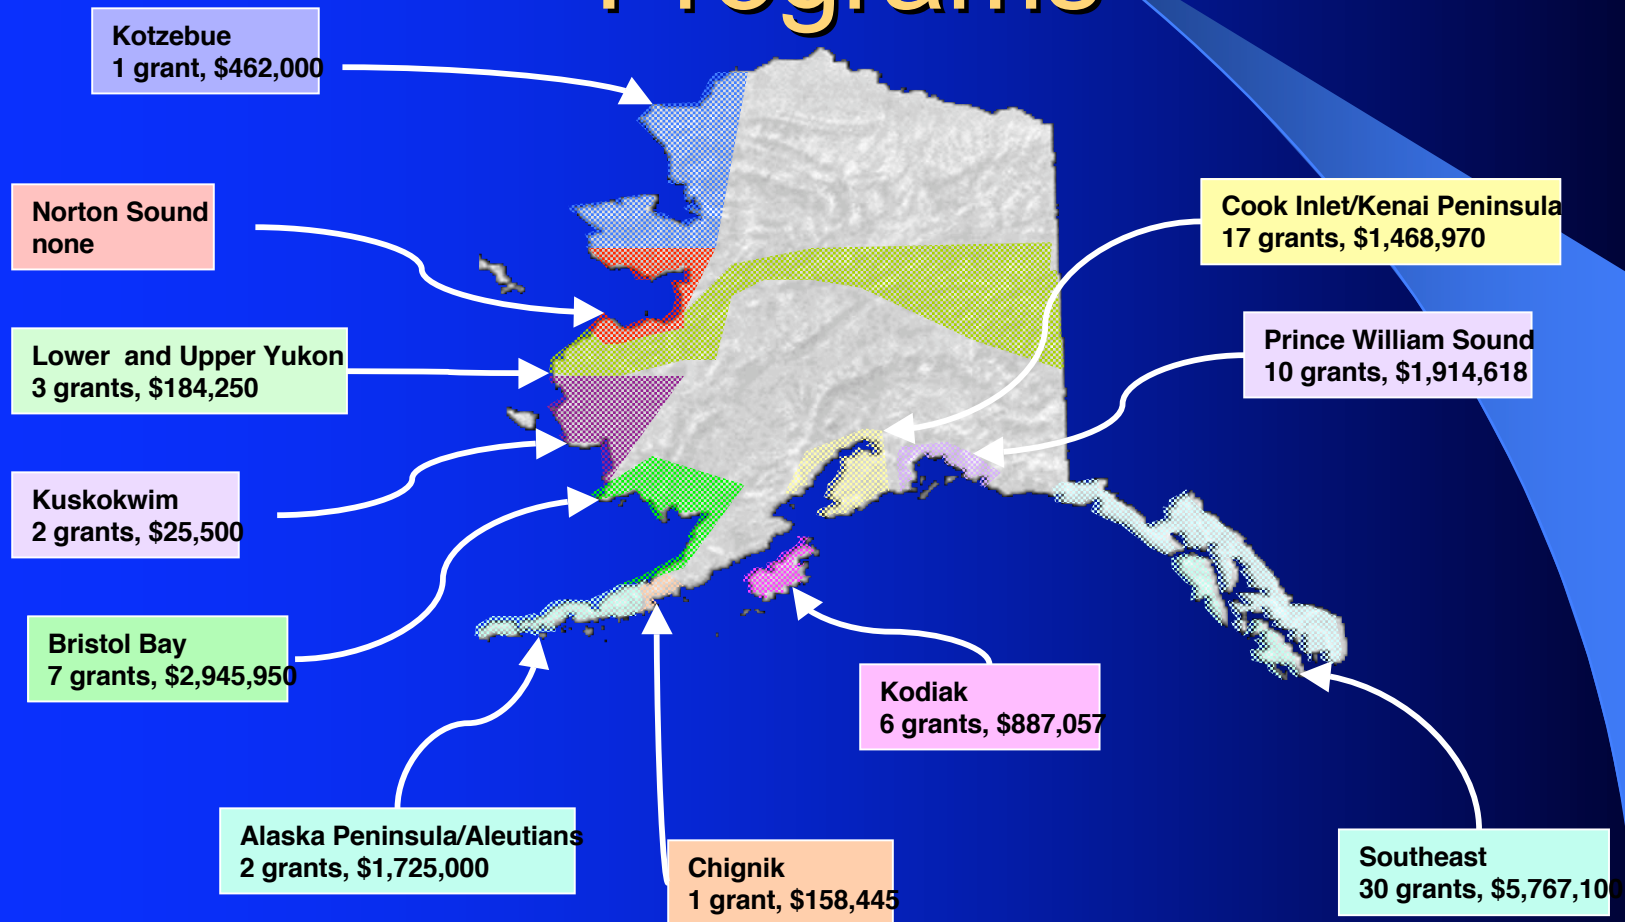 Programs
Kotzebue
1 grant, $462,000
Norton Sound
none
Cook Inlet/Kenai Peninsula
17 grants, $1,468,970
Lower  and Upper Yukon
3 grants, $184,250
Prince William Sound
10 grants, $1,914,618
Kuskokwim
2 grants, $25,500
Bristol Bay
7 grants, $2,945,950
Kodiak
6 grants, $887,057
Alaska Peninsula/Aleutians
2 grants, $1,725,000
Chignik
1 grant, $158,445
Southeast
30 grants, $5,767,100